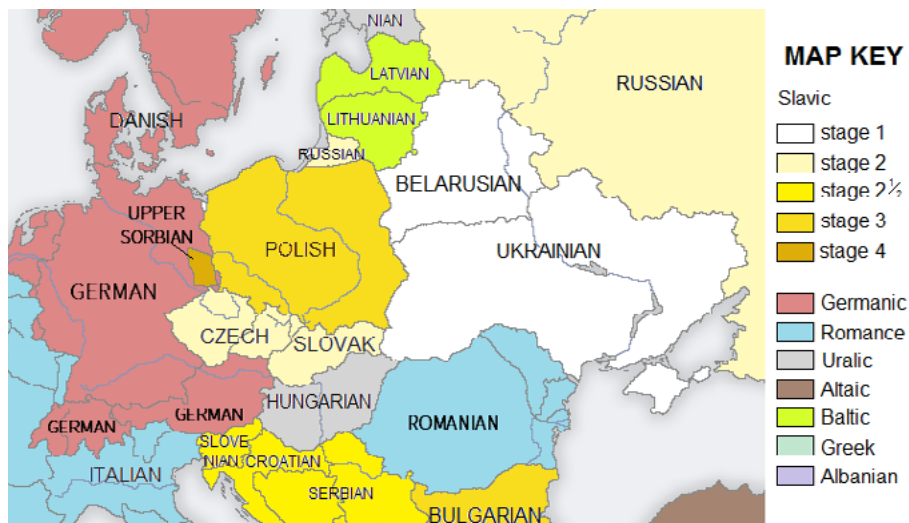 NIAN
LATVIAN
LITHUANIAN
RUSSIAN
RUSSIAN
DANISH
BELARUSIAN
UPPER
SORBIAN
POLISH
UKRAINIAN
GERMAN
CZECH
SLOVAK
HUNGARIAN
GERMAN
GERMAN
ROMANIAN
SLOVE
NIAN
CROATIAN
ITALIAN
SERBIAN
BULGARIAN
MAP KEY
Slavic
stage 1
stage 2
stage 2½
stage 3
stage 4
Germanic
Romance
Uralic
Altaic
Baltic
Greek
Albanian